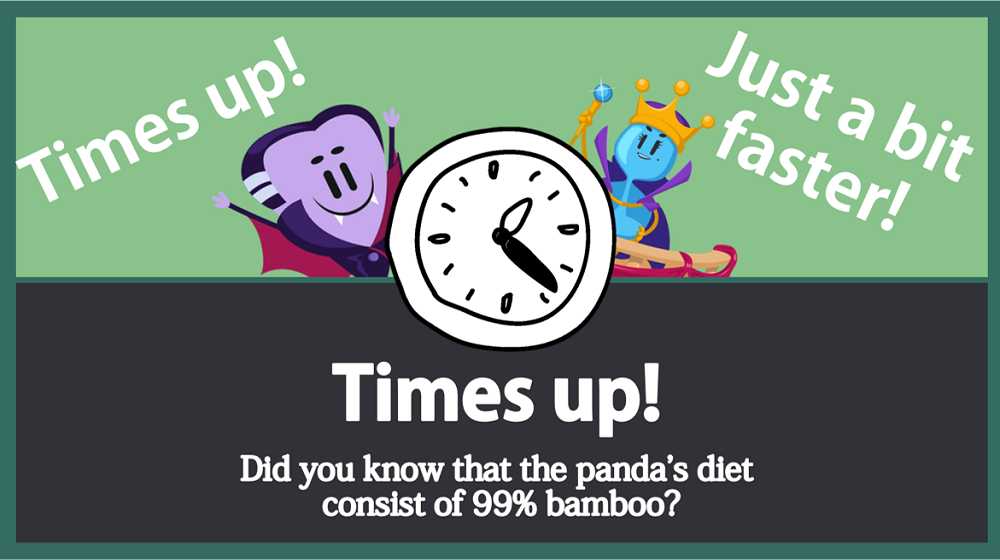 Times up!
Just a bit
faster!
Times up!
Did you know that the panda’s diet
consist of 99% bamboo?